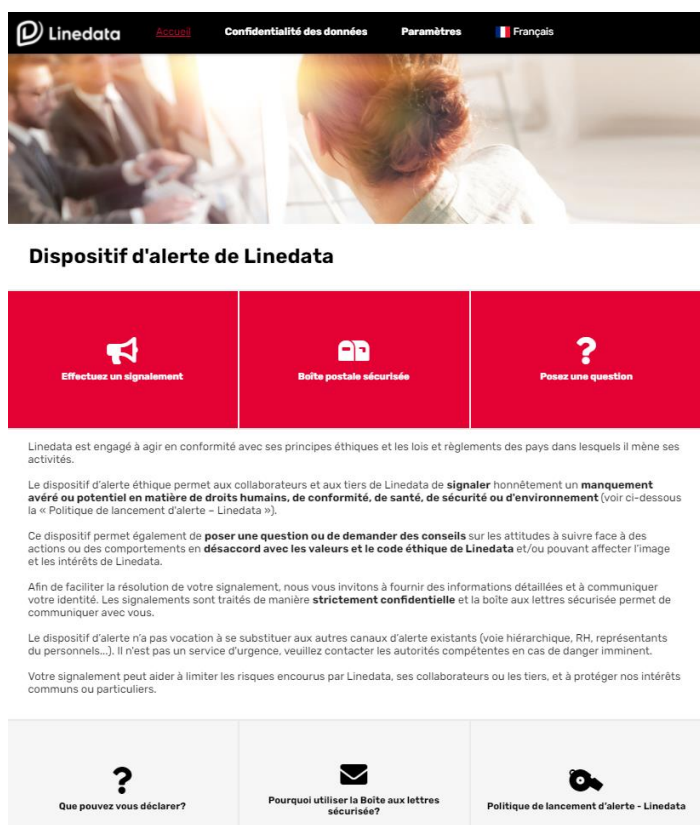 Linedata Accueil Confidentialité des données Paramètres Français
Dispositif d'alerte de Linedata
Effectuez un signalement Boîte postale sécurisée Posez une question
Linedata est engagé à agir en conformité avec ses principes éthiques et les lois et règlements des pays dans lesquels il mène ses
activités.
Le dispositif d'alerte éthique permet aux collaborateurs et aux tiers de Linedata de signaler honnêtement un manquement
avéré ou potentiel en matière de droits humains, de conformité, de santé, de sécurité ou d'environnement (voir ci-dessous
la « Politique de lancement d'alerte – Linedata »).
Ce dispositif permet également de poser une question ou de demander des conseils sur les attitudes à suivre face à des
actions ou des comportements en désaccord avec les valeurs et le code éthique de Linedata et/ou pouvant affecter l'image
et les intérêts de Linedata.
Afin de faciliter la résolution de votre signalement, nous vous invitons à fournir des informations détaillées et à communiquer
votre identité. Les signalements sont traités de manière strictement confidentielle et la boîte aux lettres sécurisée permet de
communiquer avec vous.
Le dispositif d'alerte n'a pas vocation à se substituer aux autres canaux d'alerte existants (voie hiérarchique, RH, représentants
du personnels...). Il n'est pas un service d'urgence, veuillez contacter les autorités compétentes en cas de danger imminent.
Votre signalement peut aider à limiter les risques encourus par Linedata, ses collaborateurs ou les tiers, et à protéger nos intérêts
communs ou particuliers.
Que pouvez vous déclarer?
Pourquoi utiliser la Boîte aux lettres
sécurisée?
Politique de lancement d'alerte - Linedata